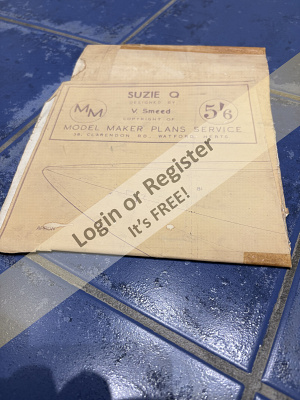 SUZIE Q
DESIGNED BY
V. Smeed
COPYRIGHT OF
MM
5'/6
MODEL MAKER PLANS SERVICE
38, CLARENDON RD., WATFORD, HERTS
Login or Register
It's FREE!